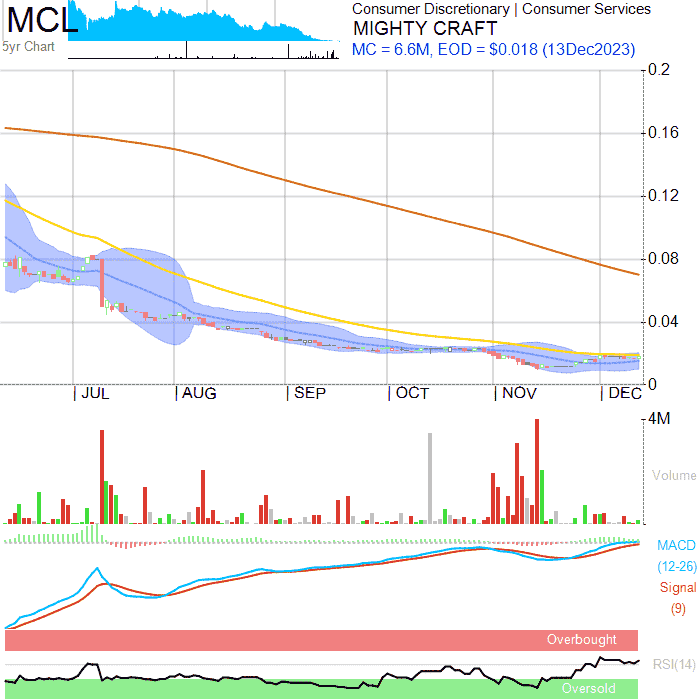 MCL
5yr Chart
Consumer Discretionary | Consumer Services
MIGHTY CRAFT
MC = 6.6M, EOD = $0.018 (13Dec2023)
0.2
0.16
0.12
0.08
0.04
0
JUL AUG SEP OCT NOV DEC
4M
Volume
MACD
(12-26)
Signal
(9)
Overbought
RSI(14)
Oversold